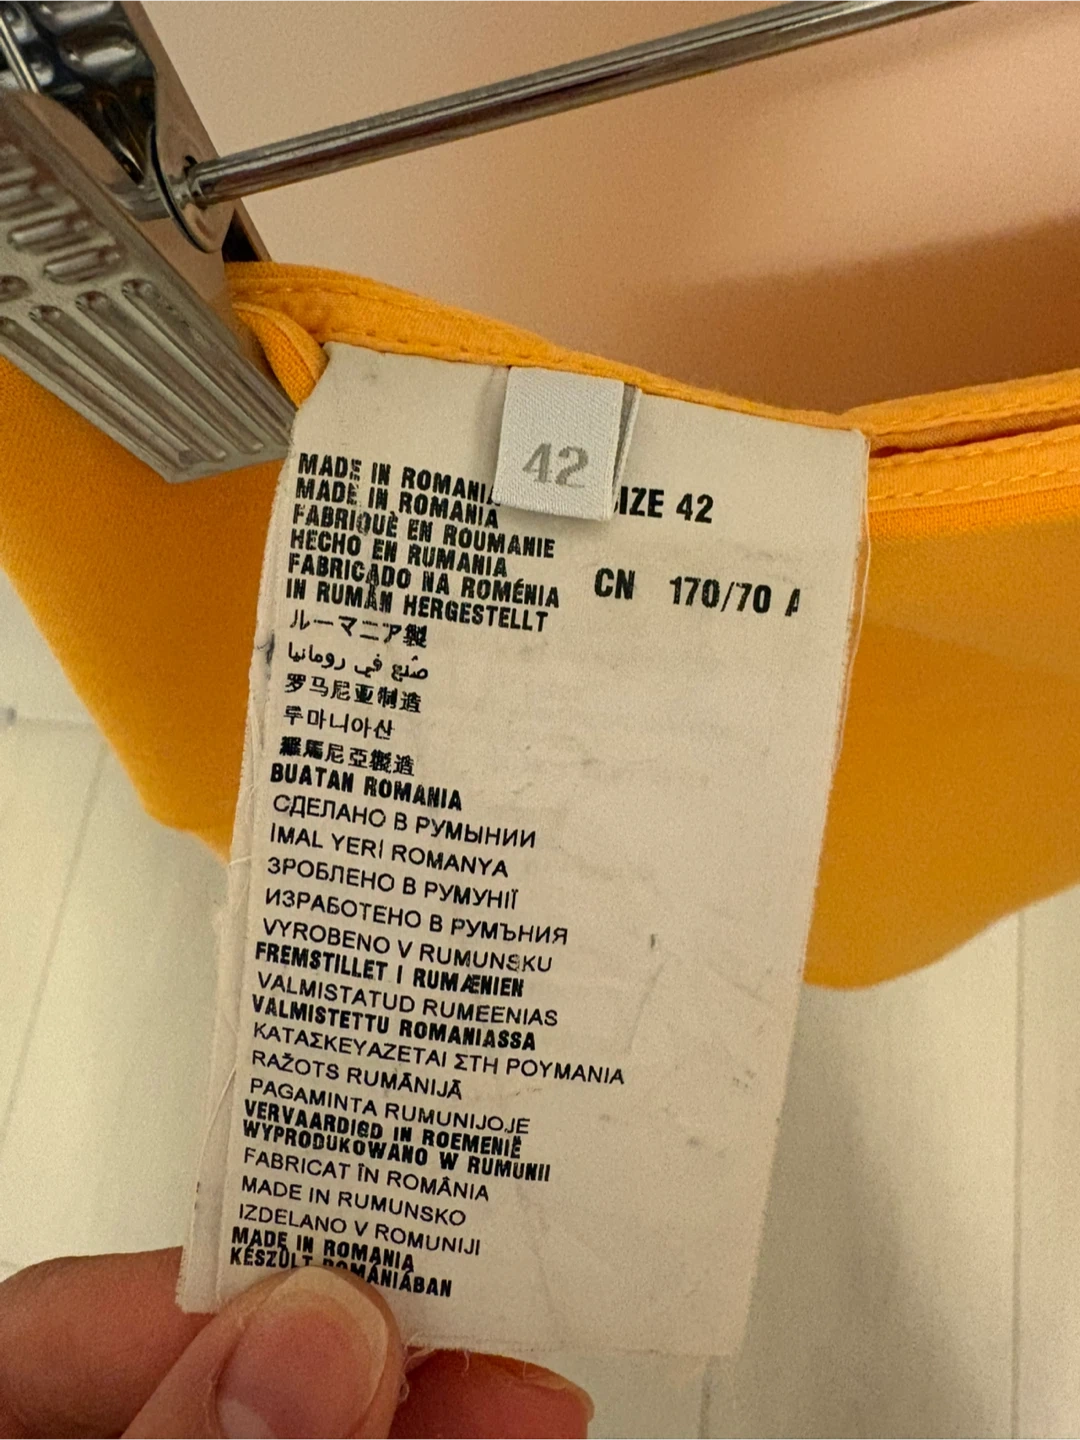 42
SIZE 42
CN 170/70 A
MADE IN ROMANIA
MADE IN ROMANIA
FABRIQUÈ EN ROUMANIE
HECHO EN RUMANIA
FABRICADO NA ROMÉNIA
IN RUMÄN HERGESTELLT
ルーマニア製
صُنع في رومانيا
罗马尼亚制造
루마니아산
羅馬尼亞製造
BUATAN ROMANIA
СДЕЛАНО В РУМЫНИИ
İMAL YERİ ROMANYA
ЗРОБЛЕНО В РУМУНІЇ
ИЗРАБОТЕНО В РУМЪНИЯ
VYROBENO V RUMUNSKU
FREMSTILLET I RUMÆNIEN
VALMISTATUD RUMEENIAS
VALMISTETTU ROMANIASSA
ΚΑΤΑΣΚΕΥΑΖΕΤΑΙ ΣΤΗ ΡΟΥΜΑΝΙΑ
RAŽOTS RUMĀNIJĀ
PAGAMINTA RUMUNIJOJE
VERVAARDIGD IN ROEMENIË
WYPRODUKOWANO W RUMUNII
FABRICAT ÎN ROMÂNIA
MADE IN RUMUNSKO
IZDELANO V ROMUNIJI
MADE IN ROMANIA
KÉSZÜLT ROMÁNIÁBAN